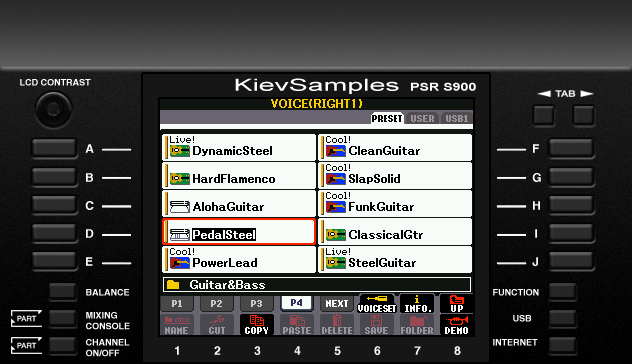 LCD CONTRAST
KievSamples PSR S900
TAB
VOICE(RIGHT1)
PRESET USER USB1
A Live! DynamicSteel Cool! CleanGuitar F
B HardFlamenco Cool! SlapSolid G
C AlohaGuitar Cool! FunkGuitar H
D PedalSteel ClassicalGtr I
E Cool! PowerLead Live! SteelGuitar J
Guitar&Bass
BALANCE P1 P2 P3 P4 NEXT VOICESET INFO. UP FUNCTION
PART MIXING CONSOLE NAME CUT COPY PASTE DELETE SAVE FOLDER DEMO USB
PART CHANNEL ON/OFF 1 2 3 4 5 6 7 8 INTERNET